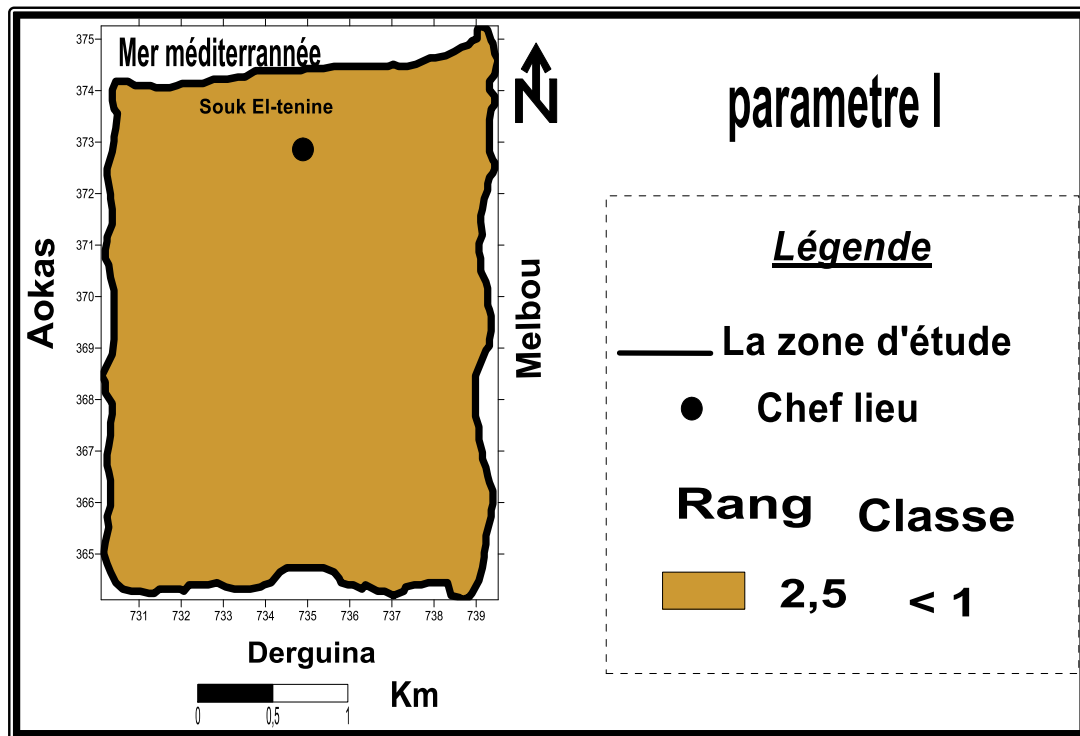 Mer méditerrannée
Souk El-tenine
N
Aokas
Melbou
375
374
373
372
371
370
369
368
367
366
365
731 732 733 734 735 736 737 738 739
Derguina
Km
0 0,5 1
parametre I
Légende
La zone d'étude
Chef lieu
Rang Classe
2,5 < 1